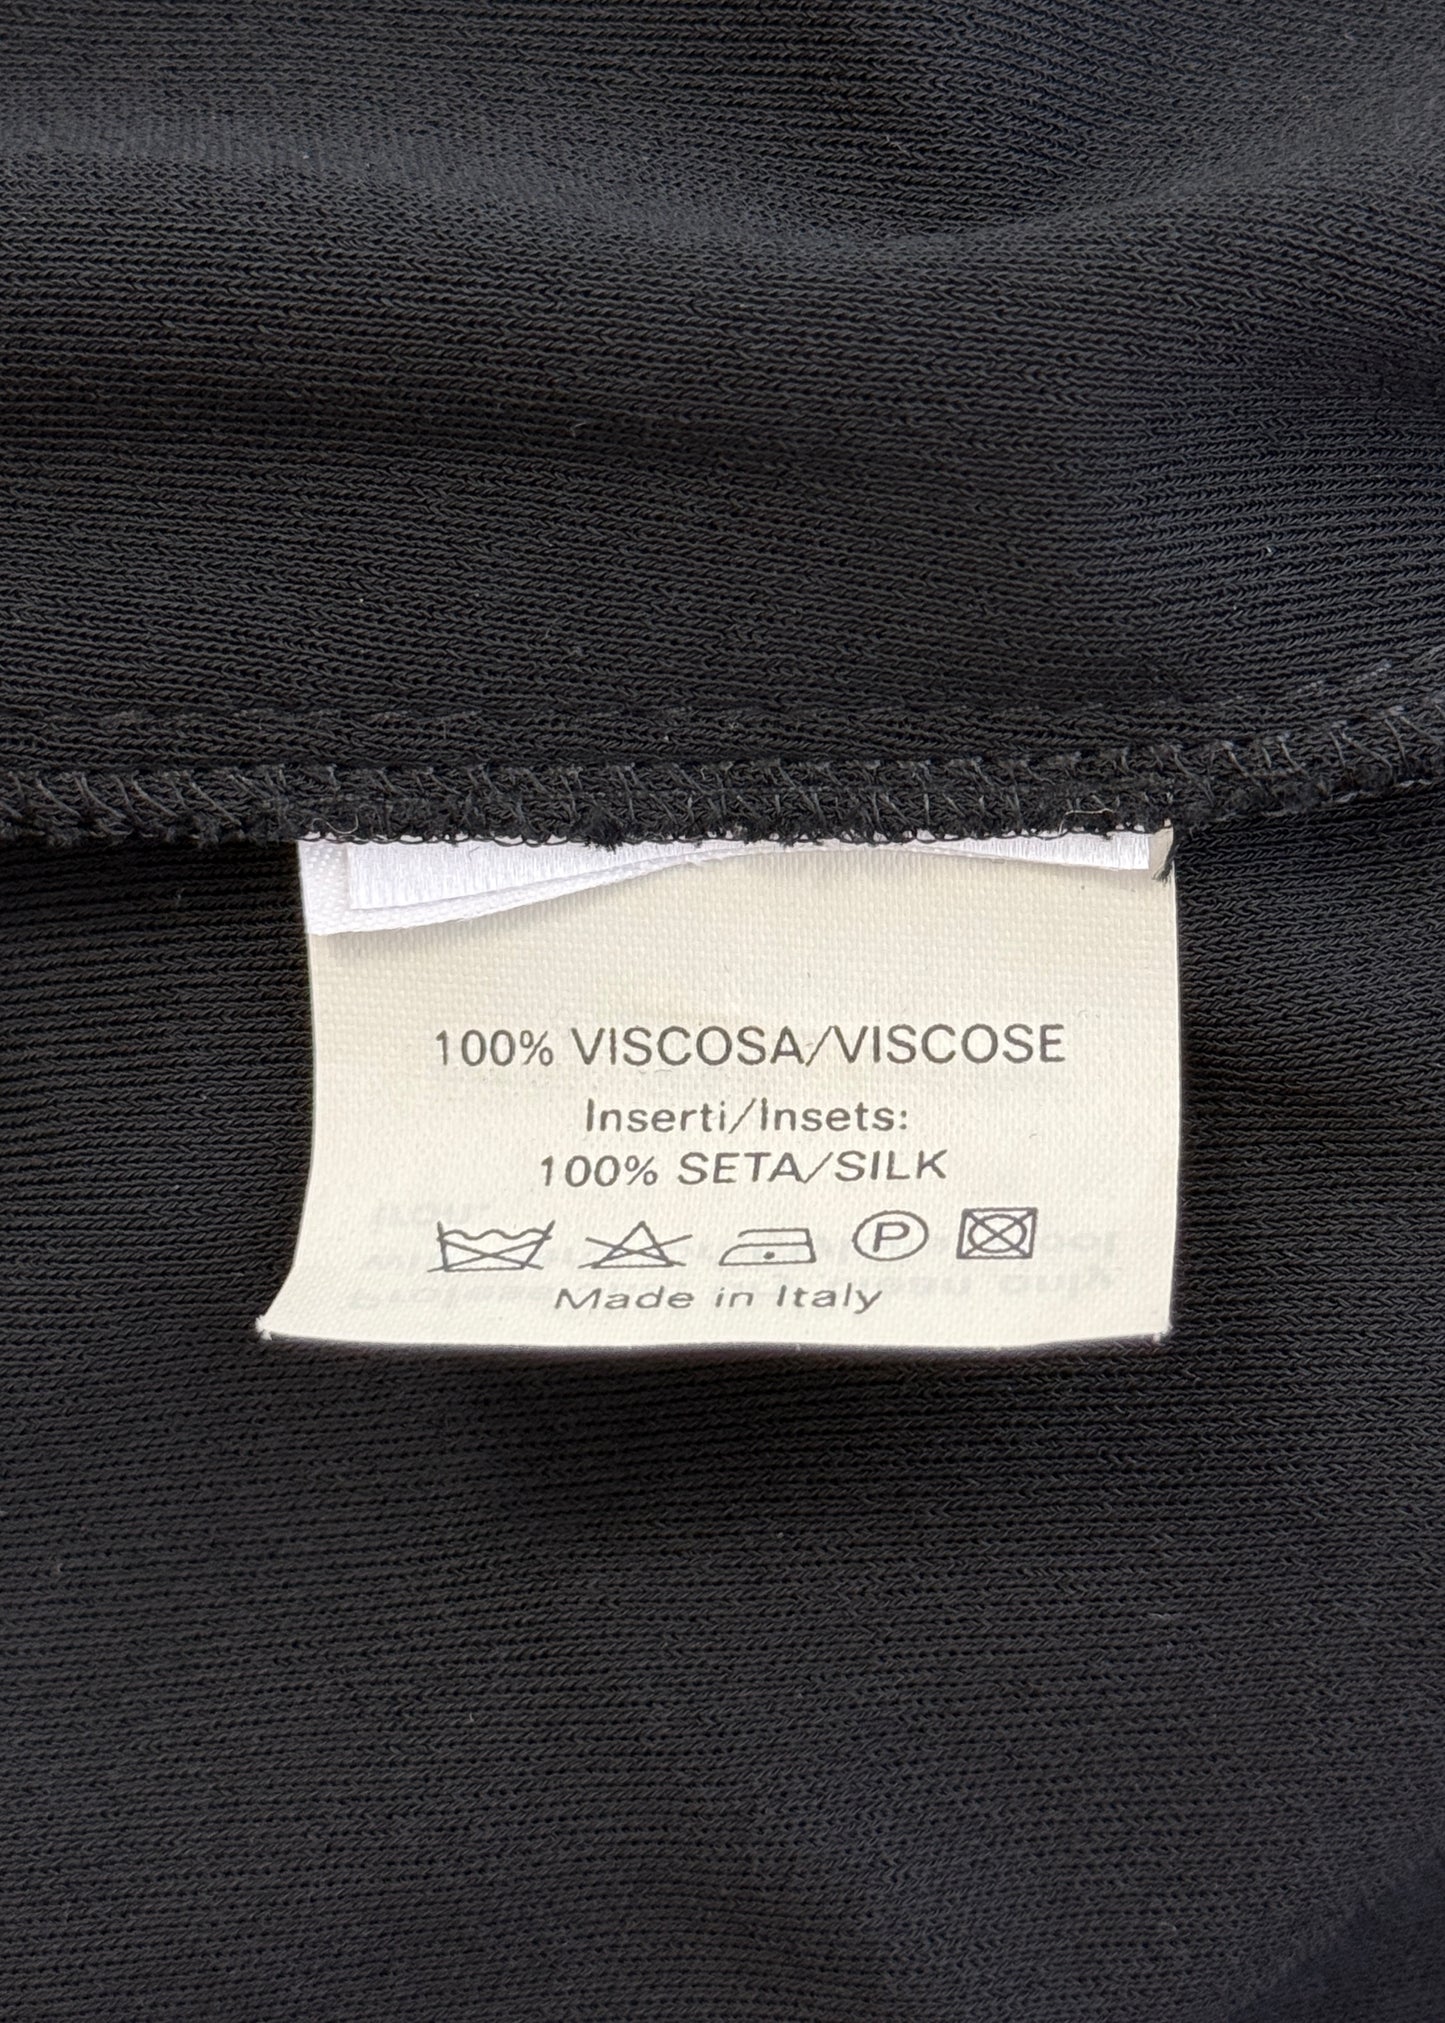 100% VISCOSA/VISCOSE
Inserti/Insets:
100% SETA/SILK
P
Made in Italy